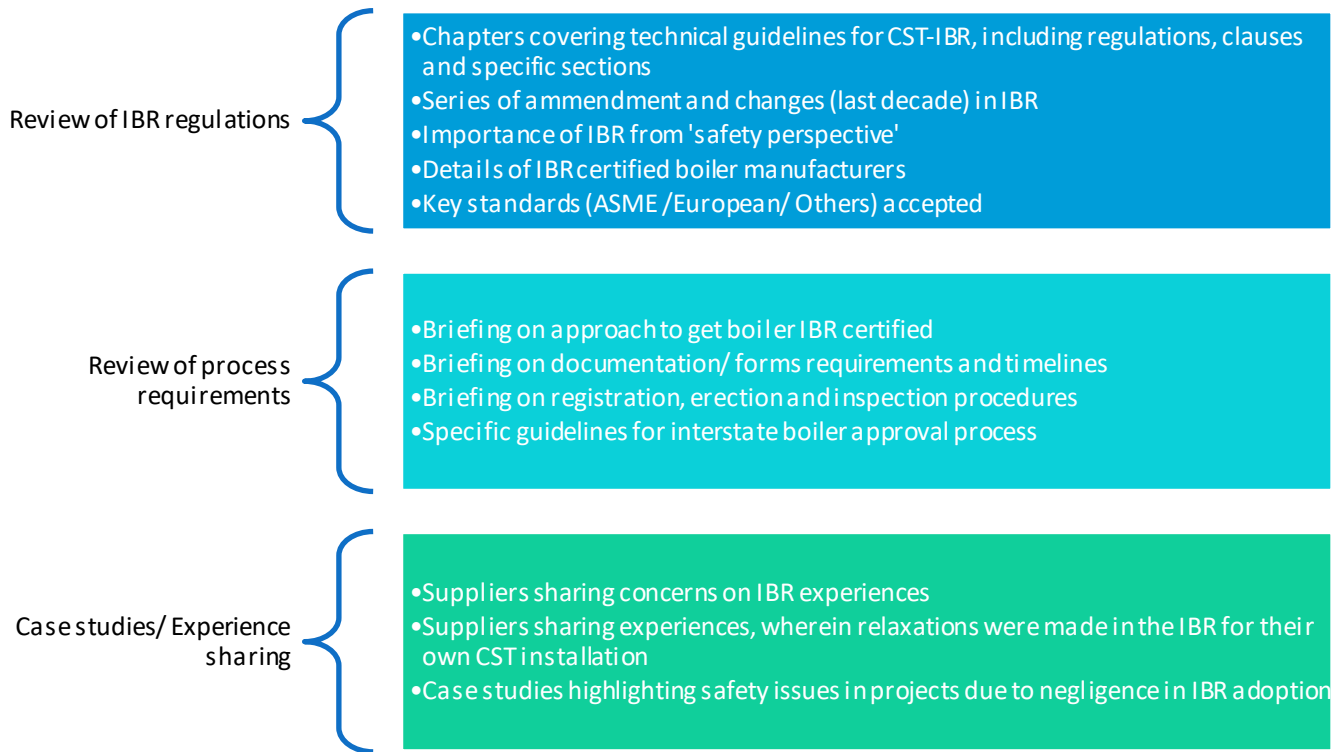 Review of IBR regulations
•Chapters covering technical guidelines for CST-IBR, including regulations, clauses
and specific sections
•Series of ammendment and changes (last decade) in IBR
•Importance of IBR from 'safety perspective'
•Details of IBR certified boiler manufacturers
•Key standards (ASME /European/ Others) accepted
Review of process
requirements
•Briefing on approach to get boiler IBR certified
•Briefing on documentation/ forms requirements and timelines
•Briefing on registration, erection and inspection procedures
•Specific guidelines for interstate boiler approval process
Case studies/ Experience
sharing
•Suppliers sharing concerns on IBR experiences
•Suppliers sharing experiences, wherein relaxations were made in the IBR for their
own CST installation
•Case studies highlighting safety issues in projects due to negligence in IBR adoption